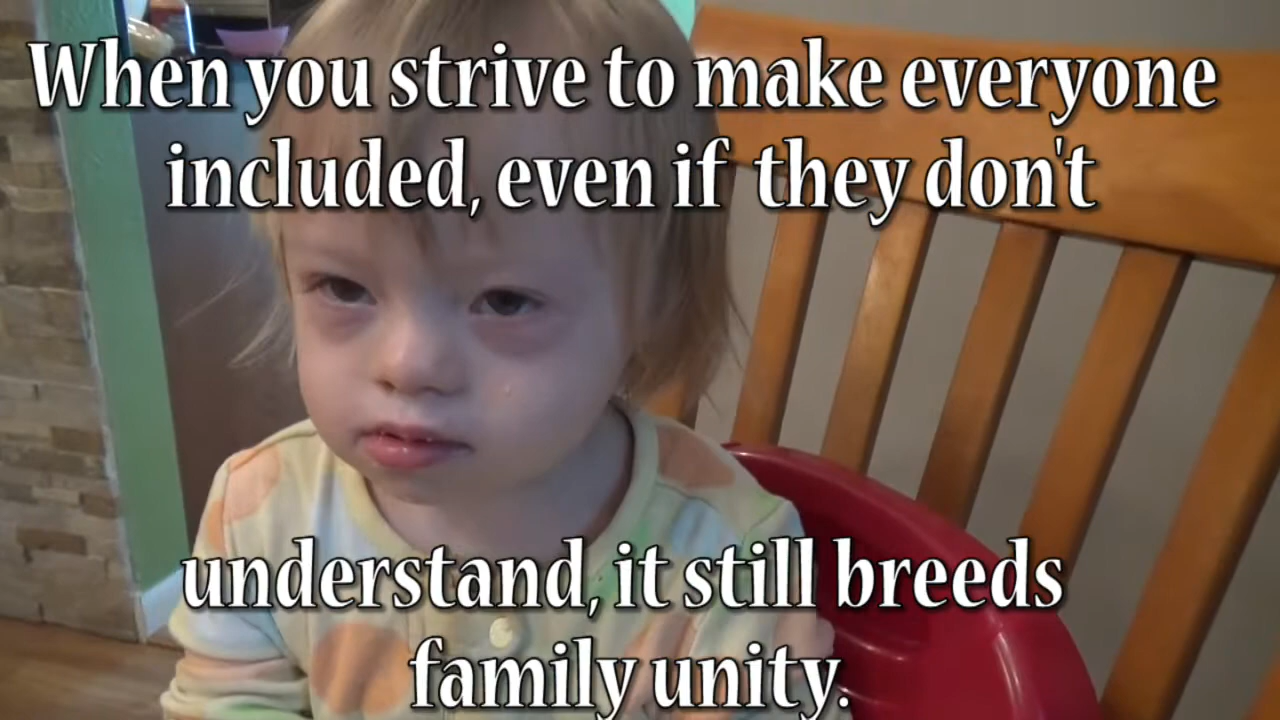 When you strive to make everyone
included, even if they don't
understand, it still breeds
family unity.